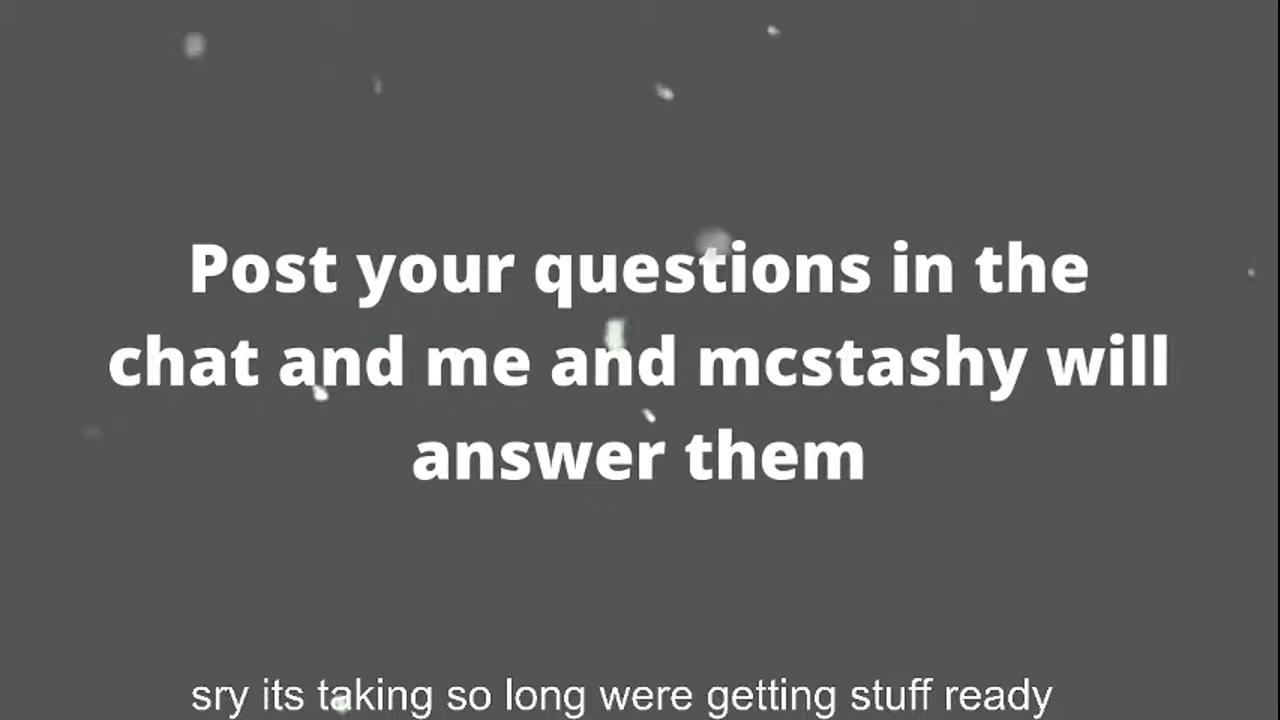 Post your questions in the
chat and me and mcstashy will
answer them
sry its taking so long were getting stuff ready